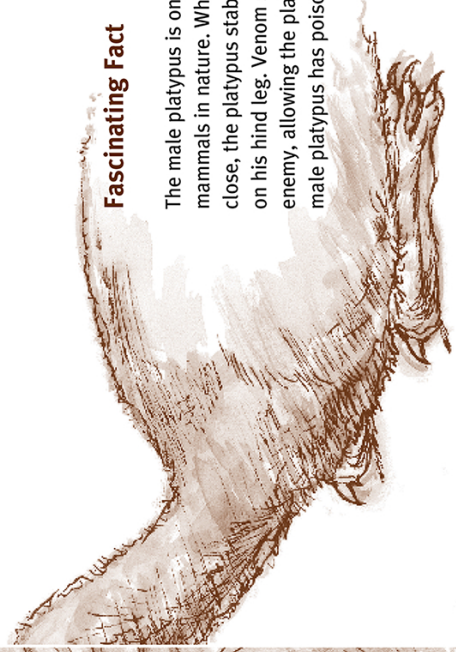 Fascinating Fact
The male platypus is on
mammals in nature. Wh
close, the platypus stab
on his hind leg. Venom
enemy, allowing the pla
male platypus has poiso